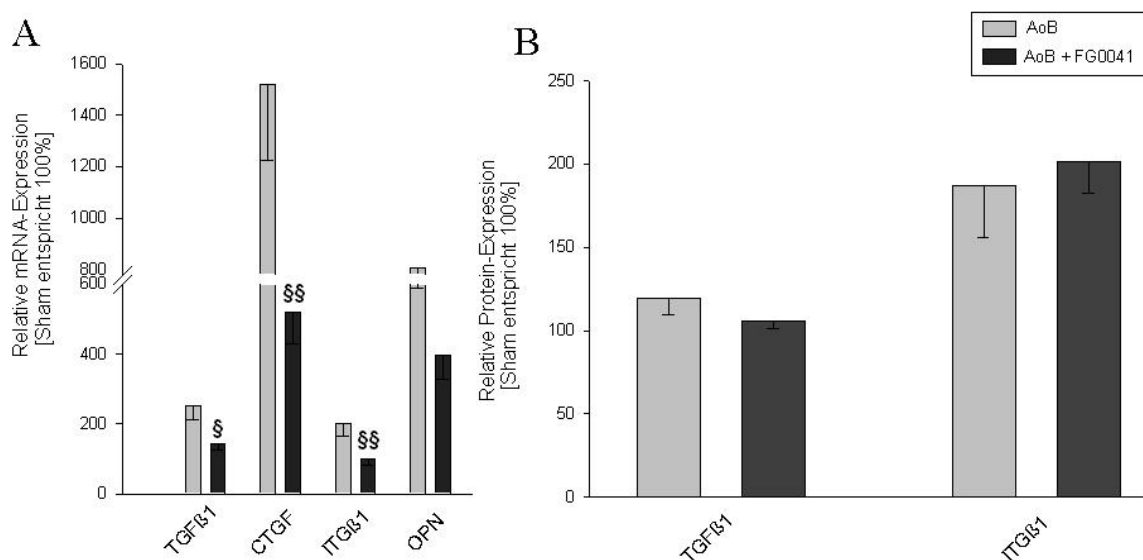 A
Relative mRNA-Expression
[Sham entspricht 100%]
1600
1400
1200
1000
800
600
400
200
0
§
§§
§§
TGFß1
CTGF
ITGß1
OPN
B
AoB
AoB + FG0041
Relative Protein-Expression
[Sham entspricht 100%]
250
200
150
100
50
0
TGFß1
ITGß1